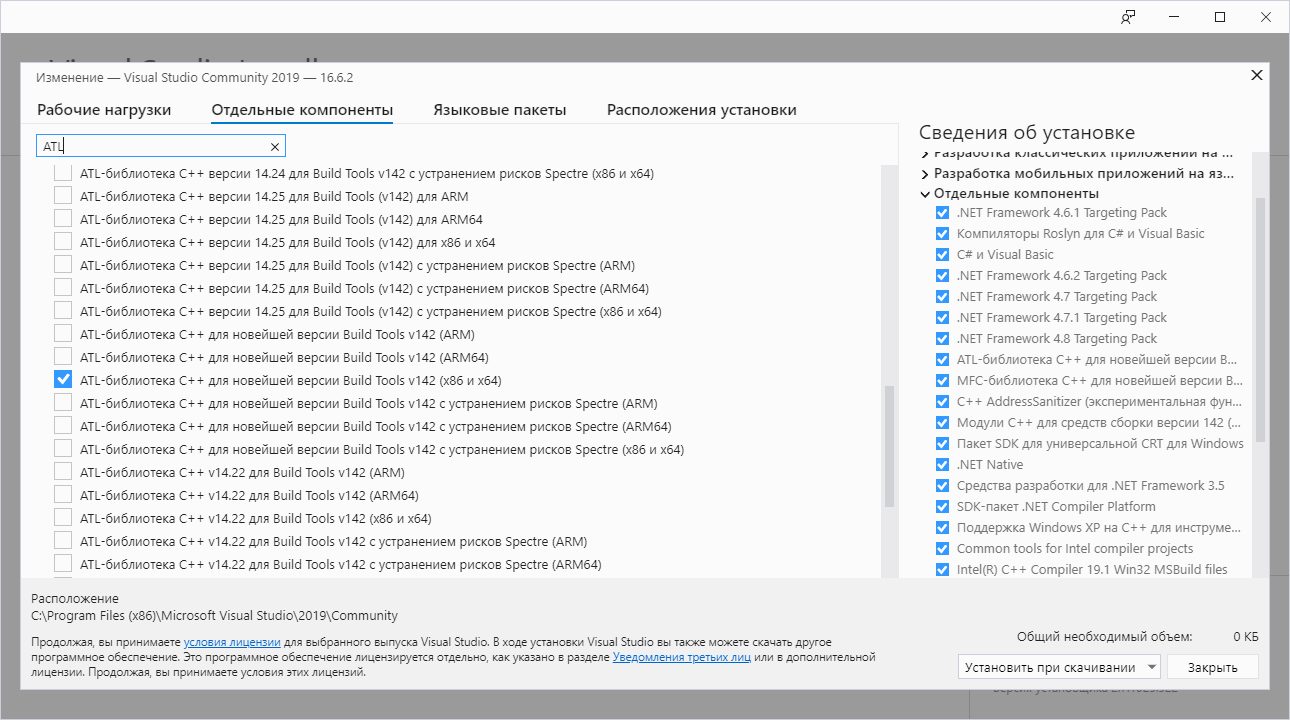 Изменение — Visual Studio Community 2019 — 16.6.2
Рабочие нагрузки
Отдельные компоненты
Языковые пакеты
Расположения установки
ATL
ATL-библиотека C++ версии 14.24 для Build Tools v142 с устранением рисков Spectre (x86 и x64)
ATL-библиотека C++ версии 14.25 для Build Tools (v142) для ARM
ATL-библиотека C++ версии 14.25 для Build Tools (v142) для ARM64
ATL-библиотека C++ версии 14.25 для Build Tools (v142) для x86 и x64
ATL-библиотека C++ версии 14.25 для Build Tools (v142) с устранением рисков Spectre (ARM)
ATL-библиотека C++ версии 14.25 для Build Tools (v142) с устранением рисков Spectre (ARM64)
ATL-библиотека C++ версии 14.25 для Build Tools (v142) с устранением рисков Spectre (x86 и x64)
ATL-библиотека C++ для новейшей версии Build Tools v142 (ARM)
ATL-библиотека C++ для новейшей версии Build Tools v142 (ARM64)
ATL-библиотека C++ для новейшей версии Build Tools v142 (x86 и x64)
ATL-библиотека C++ для новейшей версии Build Tools v142 с устранением рисков Spectre (ARM)
ATL-библиотека C++ для новейшей версии Build Tools v142 с устранением рисков Spectre (ARM64)
ATL-библиотека C++ для новейшей версии Build Tools v142 с устранением рисков Spectre (x86 и x64)
ATL-библиотека C++ v14.22 для Build Tools v142 (ARM)
ATL-библиотека C++ v14.22 для Build Tools v142 (ARM64)
ATL-библиотека C++ v14.22 для Build Tools v142 (x86 и x64)
ATL-библиотека C++ v14.22 для Build Tools v142 с устранением рисков Spectre (ARM)
ATL-библиотека C++ v14.22 для Build Tools v142 с устранением рисков Spectre (ARM64)
Сведения об установке
Разработка классических приложений на ...
Разработка мобильных приложений на яз...
Отдельные компоненты
.NET Framework 4.6.1 Targeting Pack
Компиляторы Roslyn для C# и Visual Basic
C# и Visual Basic
.NET Framework 4.6.2 Targeting Pack
.NET Framework 4.7 Targeting Pack
.NET Framework 4.7.1 Targeting Pack
.NET Framework 4.8 Targeting Pack
ATL-библиотека C++ для новейшей версии B...
MFC-библиотека C++ для новейшей версии B...
C++ AddressSanitizer (экспериментальная фун...
Модули C++ для средств сборки версии 142 (...
Пакет SDK для универсальной CRT для Windows
.NET Native
Средства разработки для .NET Framework 3.5
SDK-пакет .NET Compiler Platform
Поддержка Windows XP на C++ для инструме...
Common tools for Intel compiler projects
Intel(R) C++ Compiler 19.1 Win32 MSBuild files
Расположение
C:\Program Files (x86)\Microsoft Visual Studio\2019\Community
Продолжая, вы принимаете условия лицензии для выбранного выпуска Visual Studio. В ходе установки Visual Studio вы также можете скачать другое
программное обеспечение. Это программное обеспечение лицензируется отдельно, как указано в разделе Уведомления третьих лиц или в дополнительной
лицензии. Продолжая, вы принимаете условия этих лицензий.
Общий необходимый объем: 0 КБ
Установить при скачивании
Закрыть